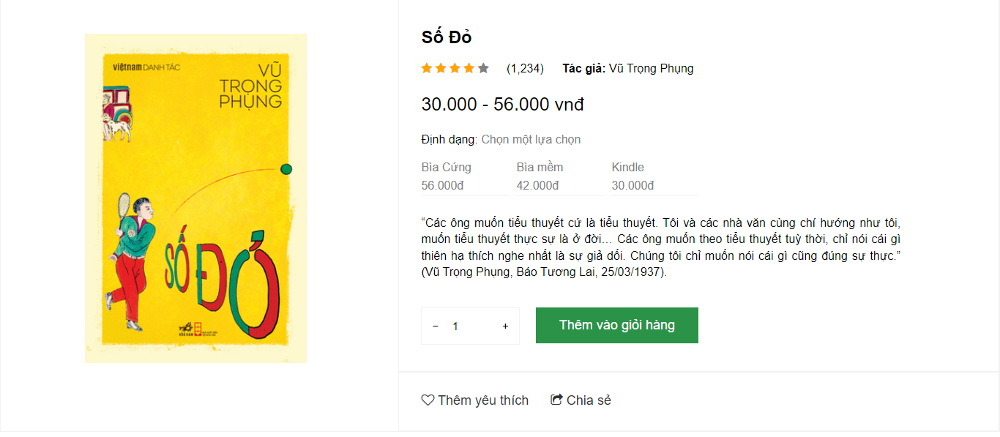 việtnam DANH TÁC
VŨ
TRỌNG
PHỤNG
SỐ ĐỎ
nhã nam
Số Đỏ
(1,234) Tác giả: Vũ Trọng Phụng
30.000 - 56.000 vnđ
Định dạng: Chọn một lựa chọn
Bìa Cứng Bìa mềm Kindle
56.000đ 42.000đ 30.000đ
“Các ông muốn tiểu thuyết cứ là tiểu thuyết. Tôi và các nhà văn cùng chí hướng như tôi,
muốn tiểu thuyết thực sự là ở đời... Các ông muốn theo tiểu thuyết tuỳ thời, chỉ nói cái gì
thiên hạ thích nghe nhất là sự giả dối. Chúng tôi chỉ muốn nói cái gì cũng đúng sự thực.”
(Vũ Trọng Phụng, Báo Tương Lai, 25/03/1937).
− 1 + Thêm vào giỏi hàng
Thêm yêu thích Chia sẻ